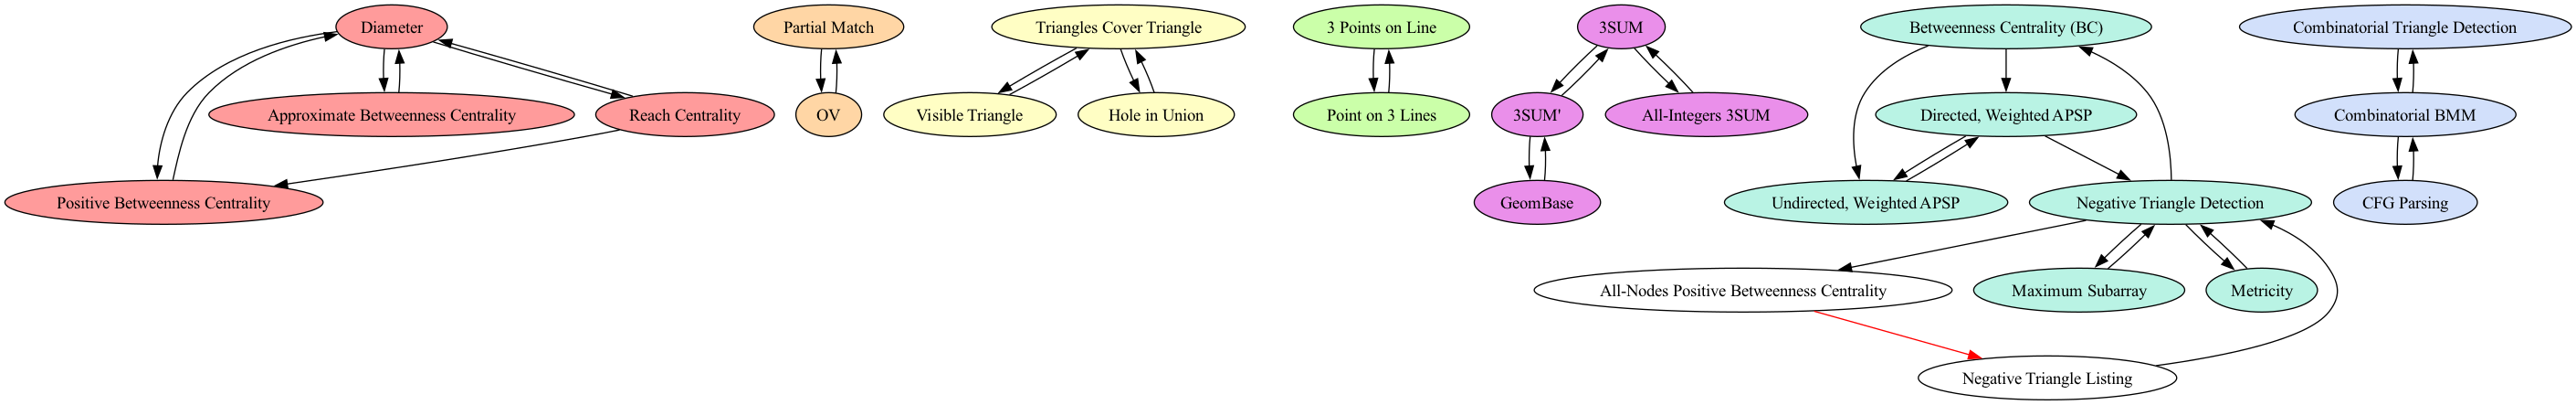 Diameter
Partial Match
Triangles Cover Triangle
3 Points on Line
3SUM
Betweenness Centrality (BC)
Combinatorial Triangle Detection
Approximate Betweenness Centrality
Reach Centrality
OV
Visible Triangle
Hole in Union
Point on 3 Lines
3SUM'
All-Integers 3SUM
Directed, Weighted APSP
Combinatorial BMM
Positive Betweenness Centrality
GeomBase
Undirected, Weighted APSP
Negative Triangle Detection
CFG Parsing
All-Nodes Positive Betweenness Centrality
Maximum Subarray
Metricity
Negative Triangle Listing